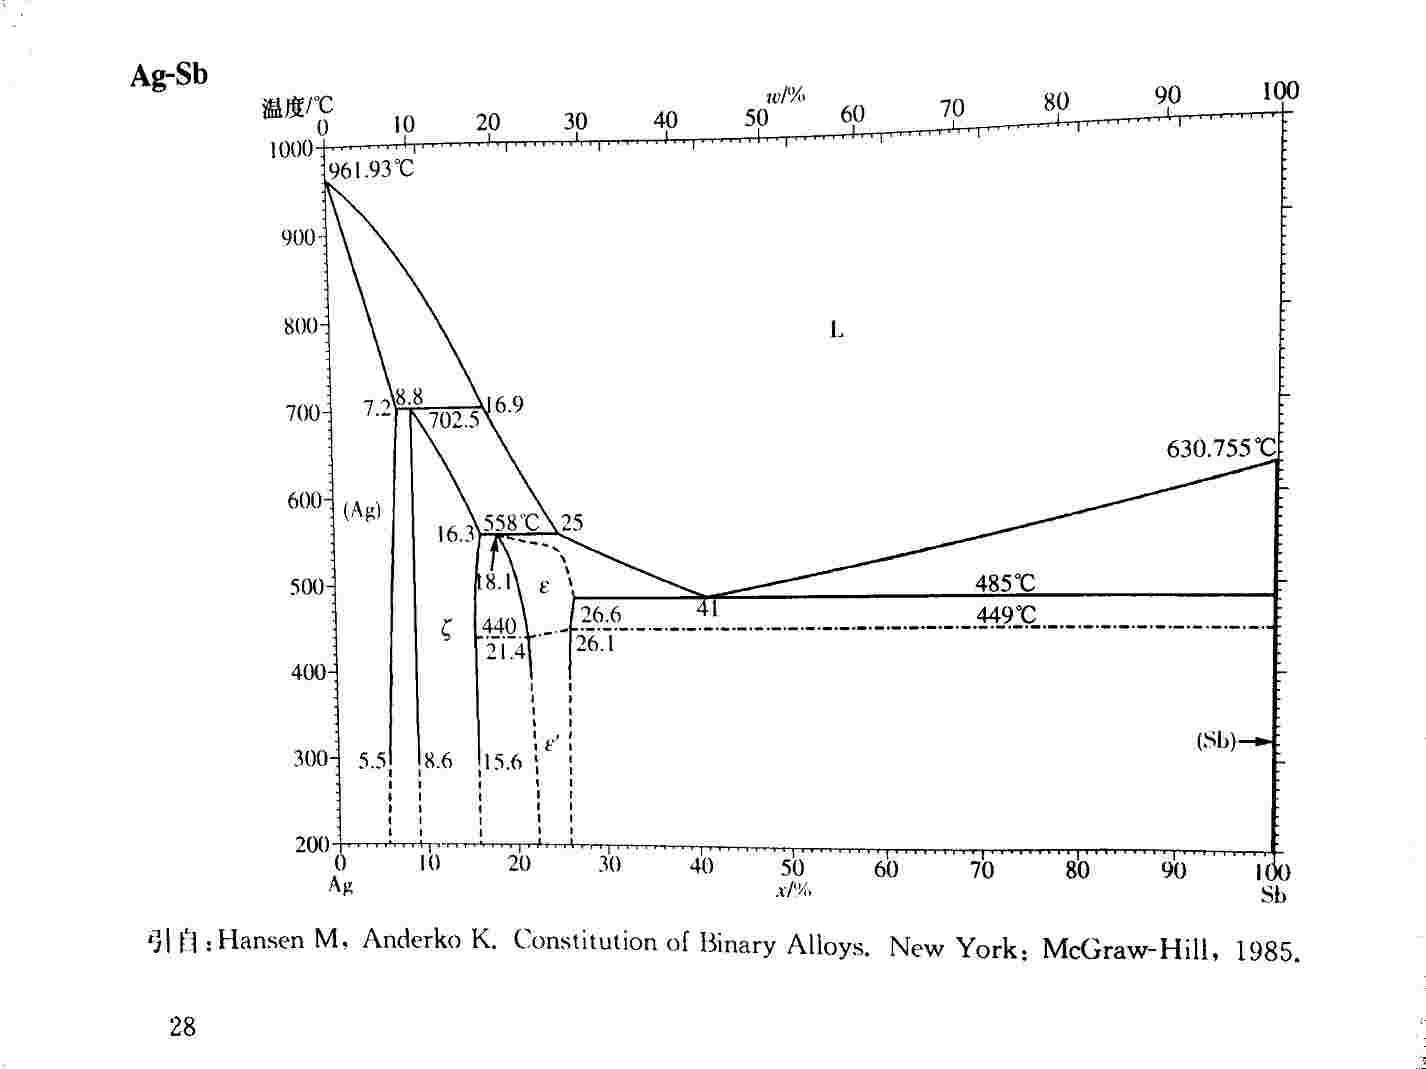 Ag-Sb
w/%
温度/℃
0 10 20 30 40 50 60 70 80 90 100
1000
961.93℃
900
800
L
700
7.2
8.8
702.5
16.9
630.755℃
600
(Ag)
16.3
558℃
25
500
18.1
ε
485℃
26.6
41
449℃
ζ
440
21.4
26.1
400
ε′
(Sb)
300
5.5
8.6
15.6
200
0 10 20 30 40 50 60 70 80 90 100
Ag
x/%
Sb
引自:Hansen M, Anderko K. Constitution of Binary Alloys. New York: McGraw-Hill, 1985.
28